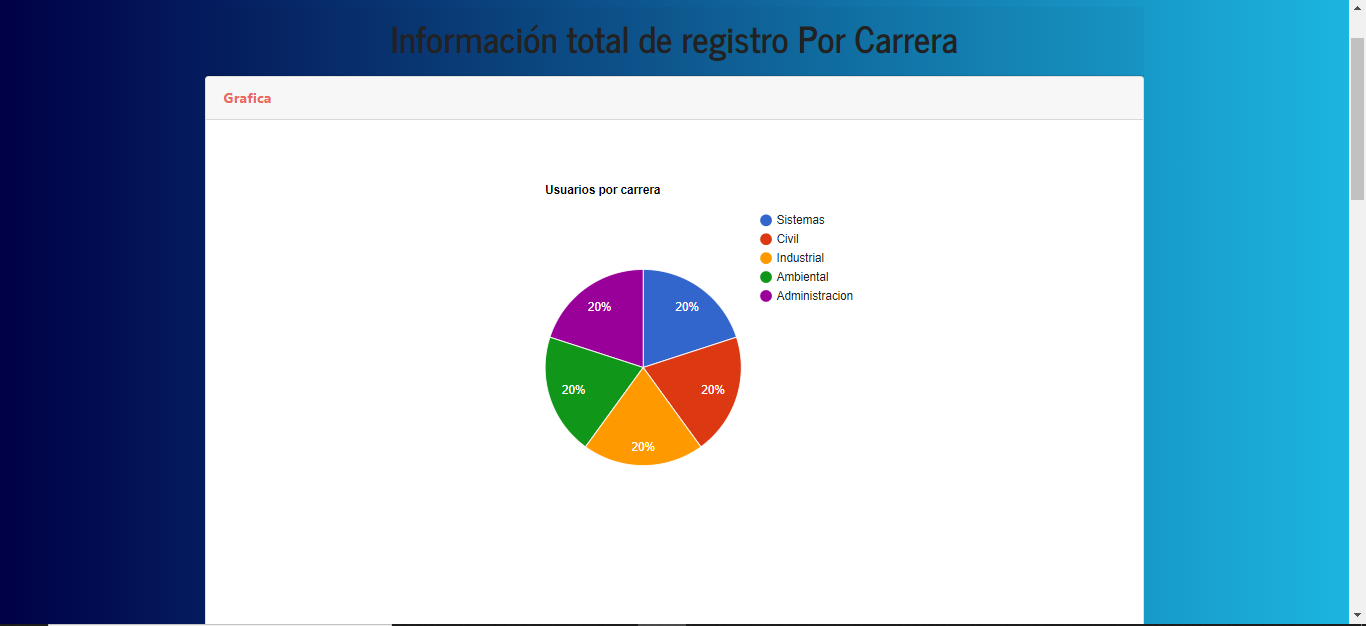 Información total de registro Por Carrera
Grafica
Usuarios por carrera
Sistemas
Civil
Industrial
Ambiental
Administracion
20%
20%
20%
20%
20%